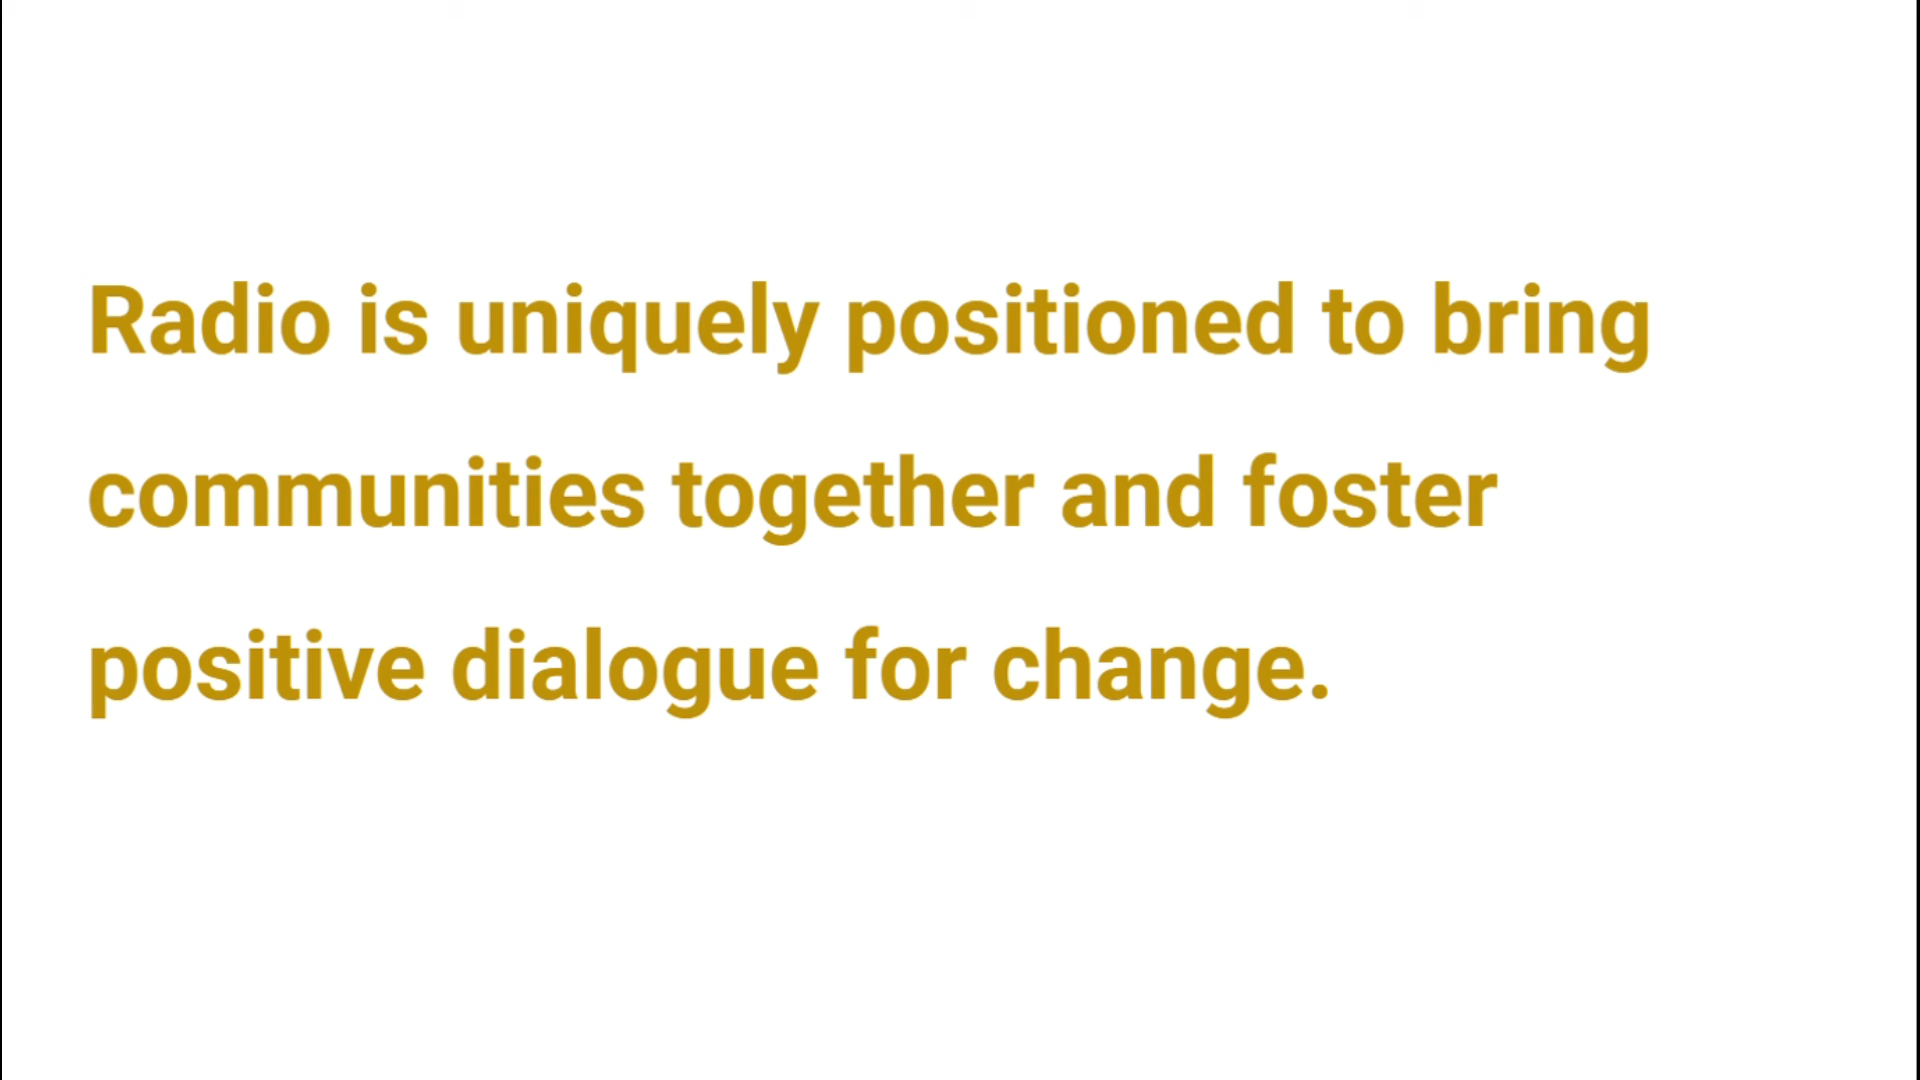 Radio is uniquely positioned to bring
communities together and foster
positive dialogue for change.